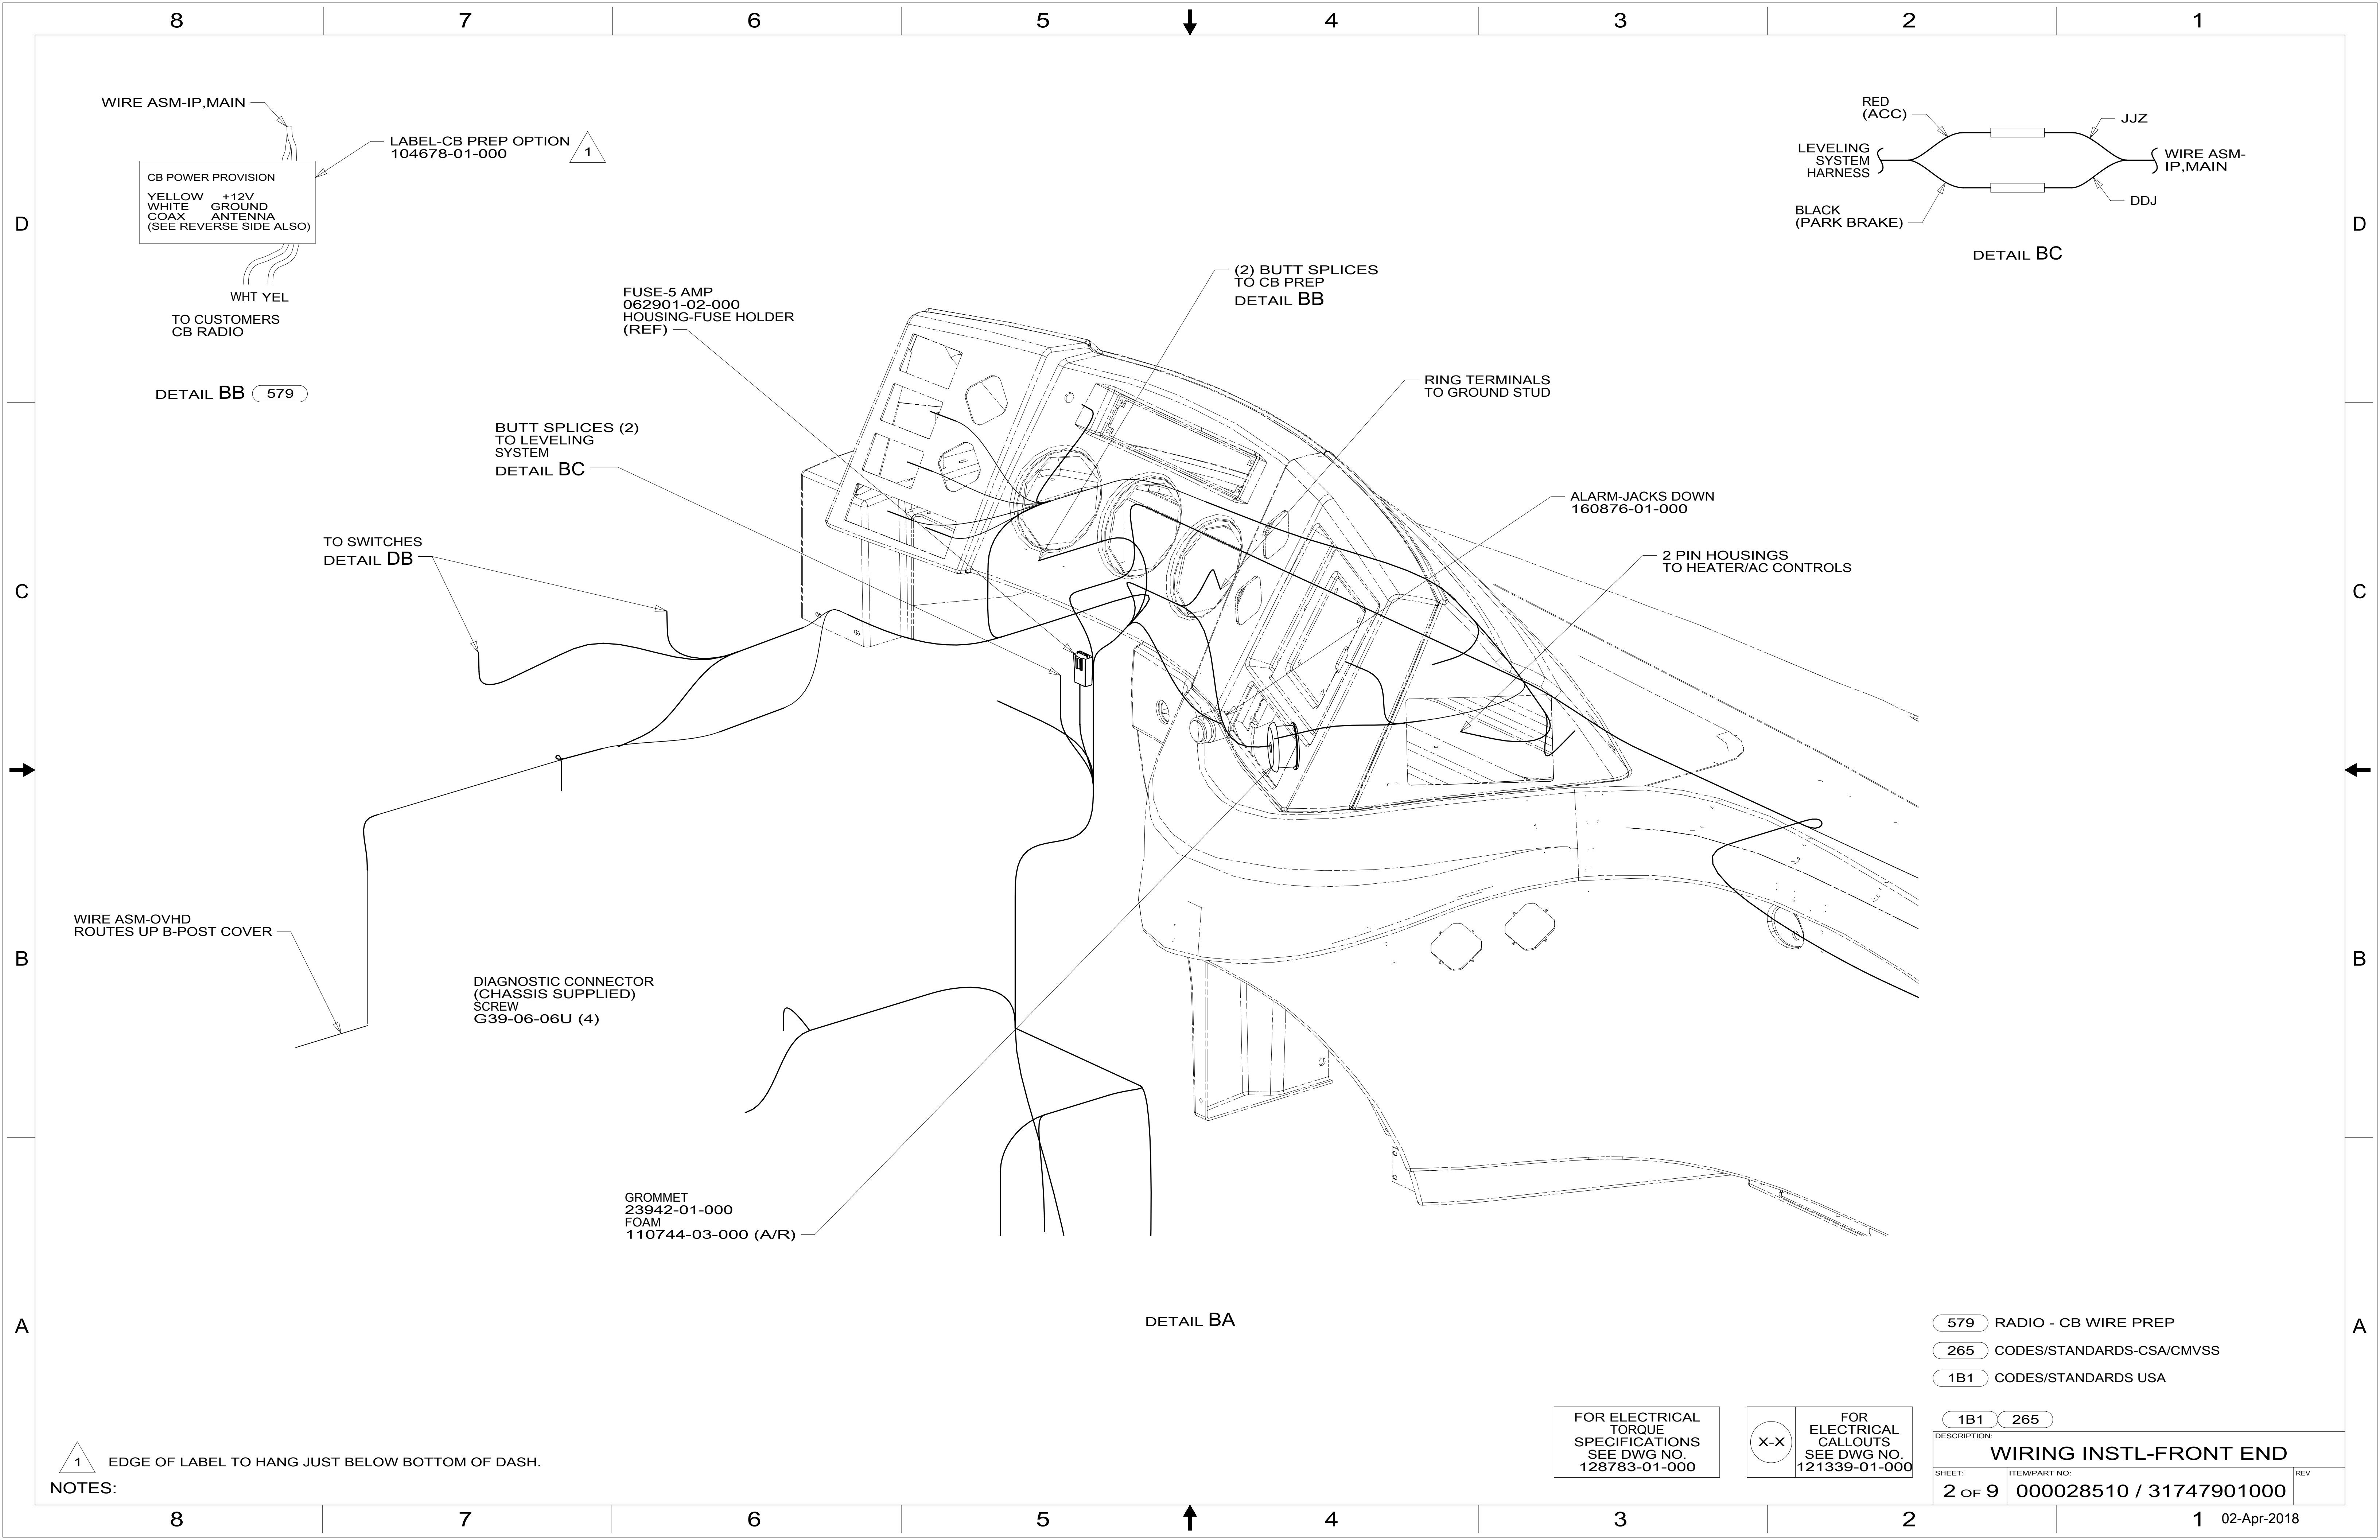 8 7 6 5 4 3 2 1
WIRE ASM-IP,MAIN
LABEL-CB PREP OPTION
104678-01-000
1
CB POWER PROVISION
YELLOW +12V
WHITE GROUND
COAX ANTENNA
(SEE REVERSE SIDE ALSO)
WHT YEL
TO CUSTOMERS
CB RADIO
DETAIL BB 579
RED
(ACC)
JJZ
LEVELING
SYSTEM
HARNESS
WIRE ASM-
IP,MAIN
BLACK
(PARK BRAKE)
DDJ
DETAIL BC
D
D
FUSE-5 AMP
062901-02-000
HOUSING-FUSE HOLDER
(REF)
(2) BUTT SPLICES
TO CB PREP
DETAIL BB
RING TERMINALS
TO GROUND STUD
BUTT SPLICES (2)
TO LEVELING
SYSTEM
DETAIL BC
ALARM-JACKS DOWN
160876-01-000
TO SWITCHES
DETAIL DB
2 PIN HOUSINGS
TO HEATER/AC CONTROLS
C
C
WIRE ASM-OVHD
ROUTES UP B-POST COVER
DIAGNOSTIC CONNECTOR
(CHASSIS SUPPLIED)
SCREW
G39-06-06U (4)
B
B
GROMMET
23942-01-000
FOAM
110744-03-000 (A/R)
DETAIL BA
A
A
579 RADIO - CB WIRE PREP
265 CODES/STANDARDS-CSA/CMVSS
1B1 CODES/STANDARDS USA
1B1 265
FOR ELECTRICAL
TORQUE
SPECIFICATIONS
SEE DWG NO.
128783-01-000
X-X
FOR
ELECTRICAL
CALLOUTS
SEE DWG NO.
121339-01-000
DESCRIPTION:
WIRING INSTL-FRONT END
SHEET:
2 OF 9
ITEM/PART NO:
000028510 / 31747901000
REV
1 EDGE OF LABEL TO HANG JUST BELOW BOTTOM OF DASH.
NOTES:
8 7 6 5 4 3 2 1
02-Apr-2018